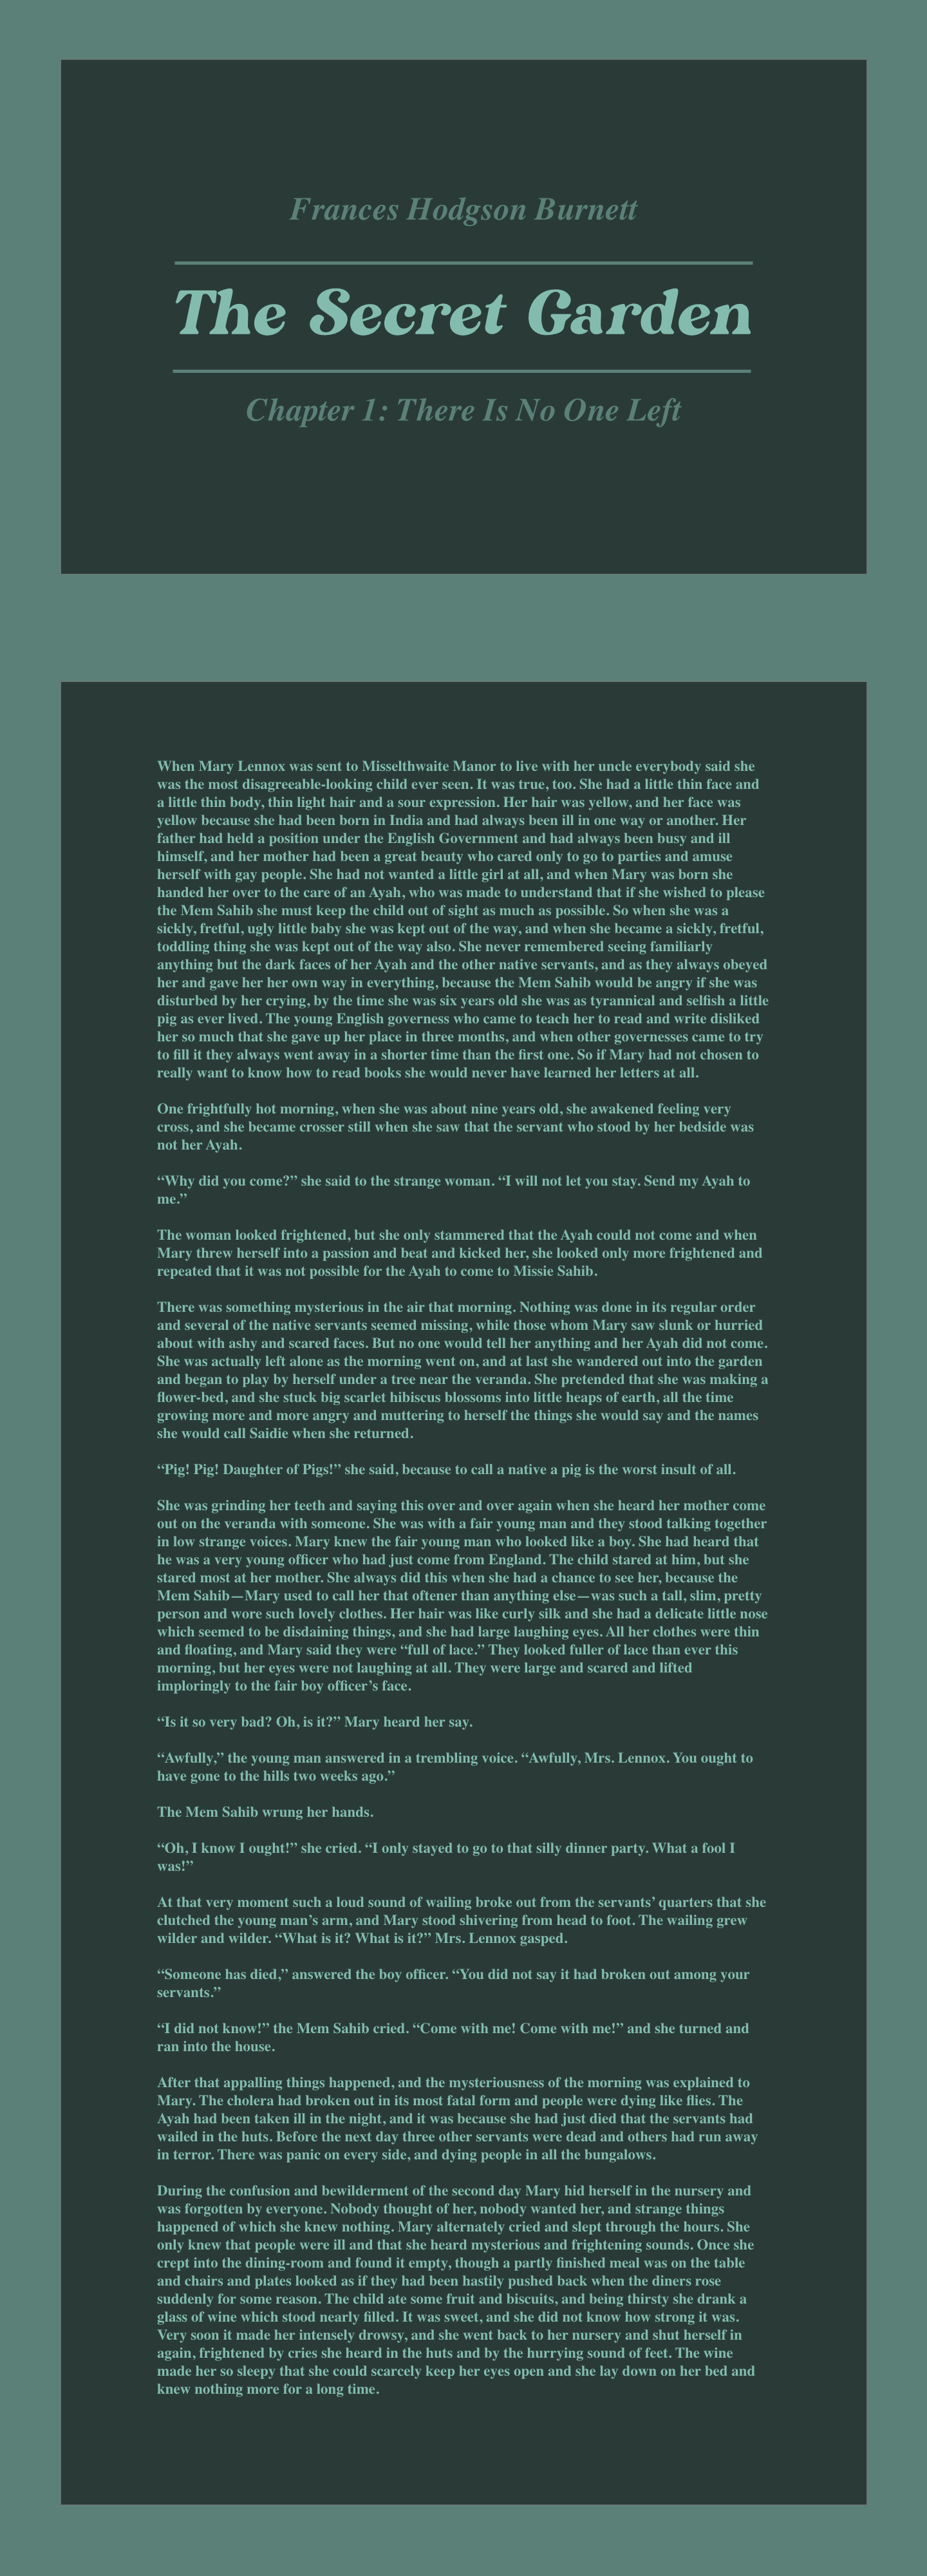 Frances Hodgson Burnett
The Secret Garden
Chapter 1: There Is No One Left
When Mary Lennox was sent to Misselthwaite Manor to live with her uncle everybody said she
was the most disagreeable-looking child ever seen. It was true, too. She had a little thin face and
a little thin body, thin light hair and a sour expression. Her hair was yellow, and her face was
yellow because she had been born in India and had always been ill in one way or another. Her
father had held a position under the English Government and had always been busy and ill
himself, and her mother had been a great beauty who cared only to go to parties and amuse
herself with gay people. She had not wanted a little girl at all, and when Mary was born she
handed her over to the care of an Ayah, who was made to understand that if she wished to please
the Mem Sahib she must keep the child out of sight as much as possible. So when she was a
sickly, fretful, ugly little baby she was kept out of the way, and when she became a sickly, fretful,
toddling thing she was kept out of the way also. She never remembered seeing familiarly
anything but the dark faces of her Ayah and the other native servants, and as they always obeyed
her and gave her her own way in everything, because the Mem Sahib would be angry if she was
disturbed by her crying, by the time she was six years old she was as tyrannical and selfish a little
pig as ever lived. The young English governess who came to teach her to read and write disliked
her so much that she gave up her place in three months, and when other governesses came to try
to fill it they always went away in a shorter time than the first one. So if Mary had not chosen to
really want to know how to read books she would never have learned her letters at all.
One frightfully hot morning, when she was about nine years old, she awakened feeling very
cross, and she became crosser still when she saw that the servant who stood by her bedside was
not her Ayah.
“Why did you come?” she said to the strange woman. “I will not let you stay. Send my Ayah to
me.”
The woman looked frightened, but she only stammered that the Ayah could not come and when
Mary threw herself into a passion and beat and kicked her, she looked only more frightened and
repeated that it was not possible for the Ayah to come to Missie Sahib.
There was something mysterious in the air that morning. Nothing was done in its regular order
and several of the native servants seemed missing, while those whom Mary saw slunk or hurried
about with ashy and scared faces. But no one would tell her anything and her Ayah did not come.
She was actually left alone as the morning went on, and at last she wandered out into the garden
and began to play by herself under a tree near the veranda. She pretended that she was making a
flower-bed, and she stuck big scarlet hibiscus blossoms into little heaps of earth, all the time
growing more and more angry and muttering to herself the things she would say and the names
she would call Saidie when she returned.
“Pig! Pig! Daughter of Pigs!” she said, because to call a native a pig is the worst insult of all.
She was grinding her teeth and saying this over and over again when she heard her mother come
out on the veranda with someone. She was with a fair young man and they stood talking together
in low strange voices. Mary knew the fair young man who looked like a boy. She had heard that
he was a very young officer who had just come from England. The child stared at him, but she
stared most at her mother. She always did this when she had a chance to see her, because the
Mem Sahib—Mary used to call her that oftener than anything else—was such a tall, slim, pretty
person and wore such lovely clothes. Her hair was like curly silk and she had a delicate little nose
which seemed to be disdaining things, and she had large laughing eyes. All her clothes were thin
and floating, and Mary said they were “full of lace.” They looked fuller of lace than ever this
morning, but her eyes were not laughing at all. They were large and scared and lifted
imploringly to the fair boy officer’s face.
“Is it so very bad? Oh, is it?” Mary heard her say.
“Awfully,” the young man answered in a trembling voice. “Awfully, Mrs. Lennox. You ought to
have gone to the hills two weeks ago.”
The Mem Sahib wrung her hands.
“Oh, I know I ought!” she cried. “I only stayed to go to that silly dinner party. What a fool I
was!”
At that very moment such a loud sound of wailing broke out from the servants’ quarters that she
clutched the young man’s arm, and Mary stood shivering from head to foot. The wailing grew
wilder and wilder. “What is it? What is it?” Mrs. Lennox gasped.
“Someone has died,” answered the boy officer. “You did not say it had broken out among your
servants.”
“I did not know!” the Mem Sahib cried. “Come with me! Come with me!” and she turned and
ran into the house.
After that appalling things happened, and the mysteriousness of the morning was explained to
Mary. The cholera had broken out in its most fatal form and people were dying like flies. The
Ayah had been taken ill in the night, and it was because she had just died that the servants had
wailed in the huts. Before the next day three other servants were dead and others had run away
in terror. There was panic on every side, and dying people in all the bungalows.
During the confusion and bewilderment of the second day Mary hid herself in the nursery and
was forgotten by everyone. Nobody thought of her, nobody wanted her, and strange things
happened of which she knew nothing. Mary alternately cried and slept through the hours. She
only knew that people were ill and that she heard mysterious and frightening sounds. Once she
crept into the dining-room and found it empty, though a partly finished meal was on the table
and chairs and plates looked as if they had been hastily pushed back when the diners rose
suddenly for some reason. The child ate some fruit and biscuits, and being thirsty she drank a
glass of wine which stood nearly filled. It was sweet, and she did not know how strong it was.
Very soon it made her intensely drowsy, and she went back to her nursery and shut herself in
again, frightened by cries she heard in the huts and by the hurrying sound of feet. The wine
made her so sleepy that she could scarcely keep her eyes open and she lay down on her bed and
knew nothing more for a long time.